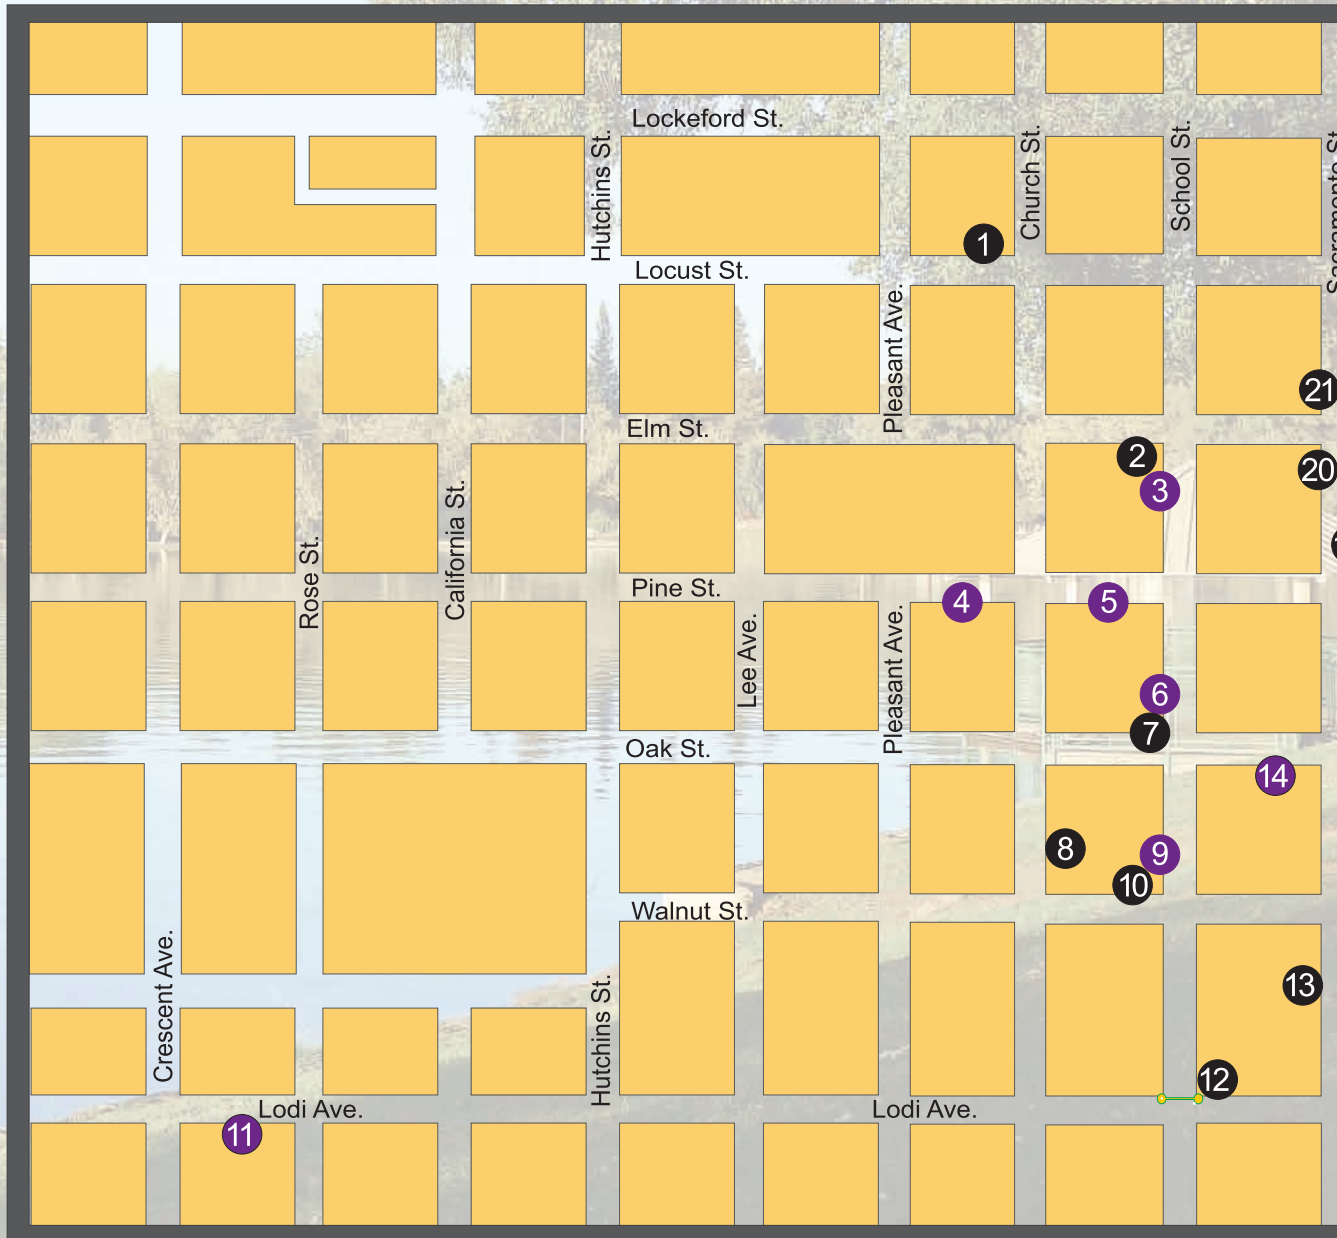 Lockeford St.
Hutchins St.
Church St.
School St.
Sacramento St.
1
Locust St.
Pleasant Ave.
21
Elm St.
2
20
3
California St.
Rose St.
Pine St.
4
5
Lee Ave.
Pleasant Ave.
6
7
Oak St.
14
8
9
10
Walnut St.
Crescent Ave.
Hutchins St.
13
12
Lodi Ave.
Lodi Ave.
11